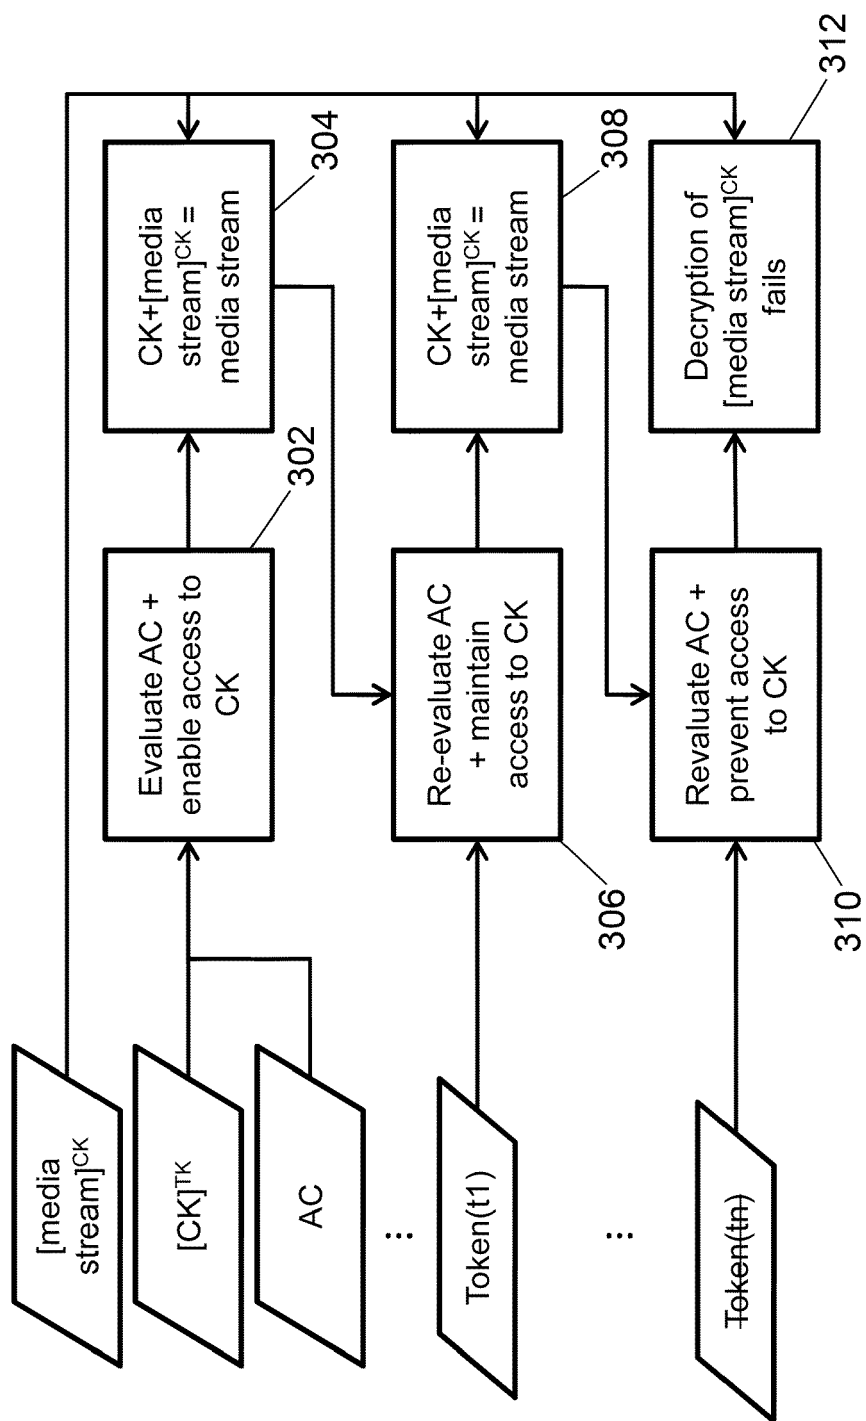 [media
stream]CK
[CK]TK
AC
...
Token(t1)
...
Token(tn)
Evaluate AC +
enable access to
CK
302
CK+[media
stream]CK =
media stream
304
Re-evaluate AC
+ maintain
access to CK
306
CK+[media
stream]CK =
media stream
308
Revaluate AC +
prevent access
to CK
310
Decryption of
[media stream]CK
fails
312